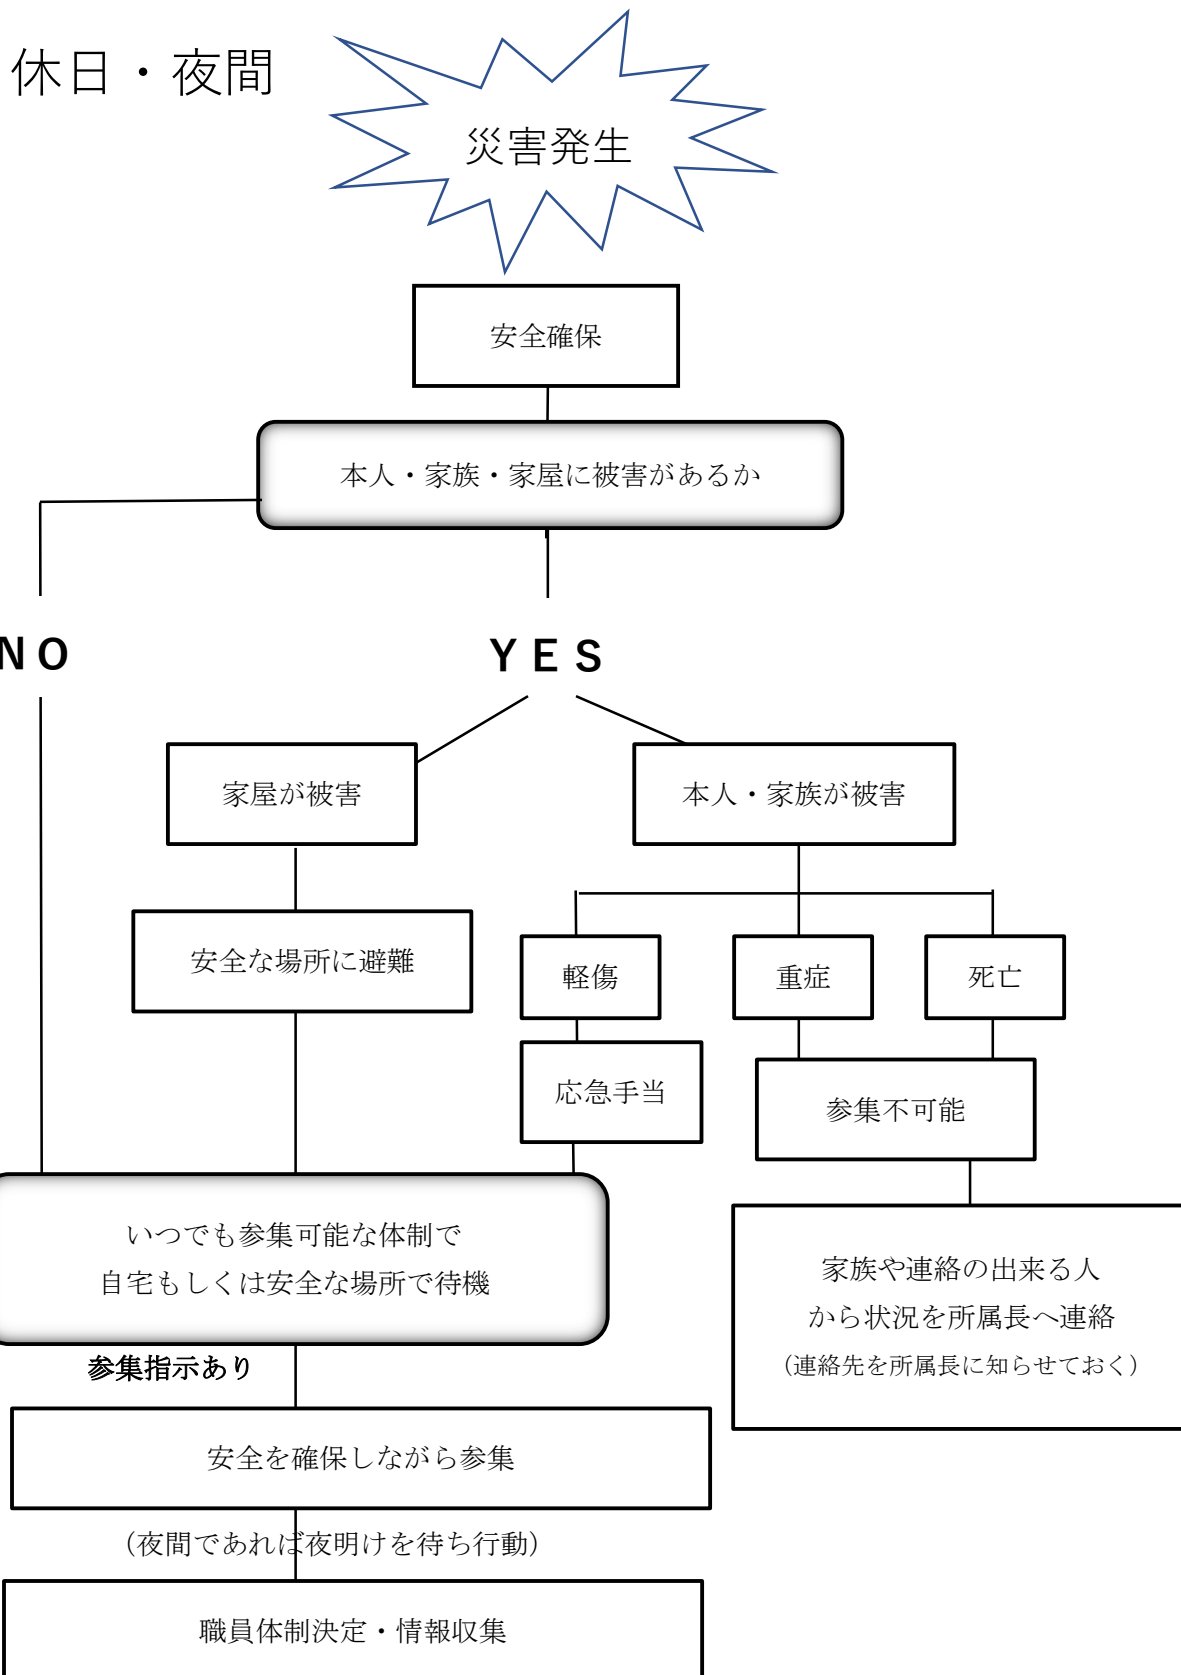 休日・夜間
災害発生
安全確保
本人・家族・家屋に被害があるか
NO
YES
家屋が被害
本人・家族が被害
安全な場所に避難
軽傷
重症
死亡
応急手当
参集不可能
いつでも参集可能な体制で
自宅もしくは安全な場所で待機
家族や連絡の出来る人
から状況を所属長へ連絡
（連絡先を所属長に知らせておく）
参集指示あり
安全を確保しながら参集
（夜間であれば夜明けを待ち行動）
職員体制決定・情報収集